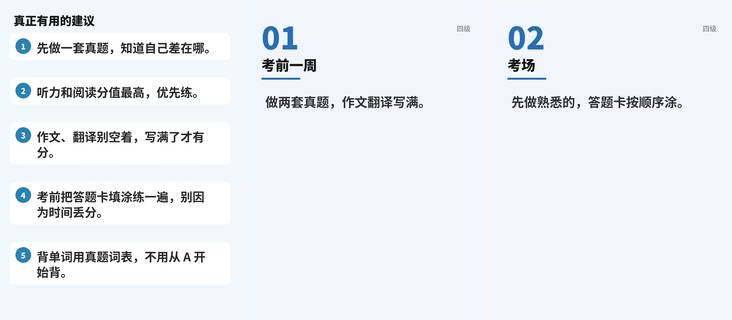 真正有用的建议
1 先做一套真题，知道自己差在哪。
2 听力和阅读分值最高，优先练。
3 作文、翻译别空着，写满了才有
分。
4 考前把答题卡填涂练一遍，别因
为时间丢分。
5 背单词用真题词表，不用从 A 开
始背。
01
四级
考前一周
做两套真题，作文翻译写满。
02
四级
考场
先做熟悉的，答题卡按顺序涂。